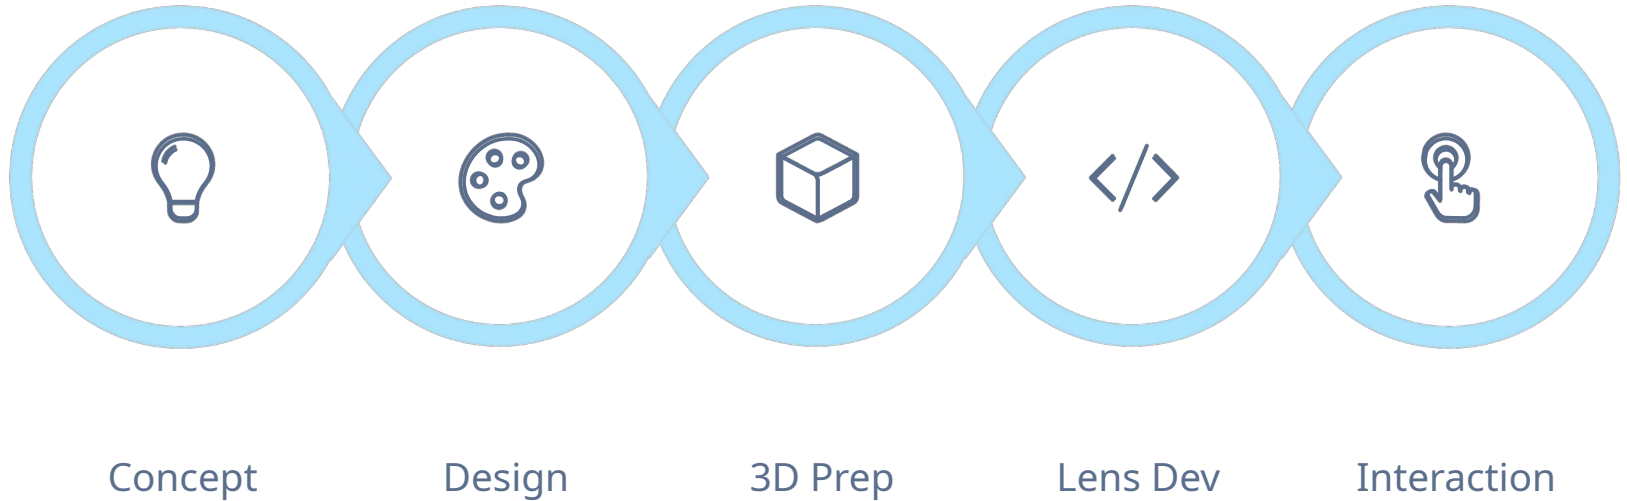 Concept
Design
3D Prep
Lens Dev
Interaction